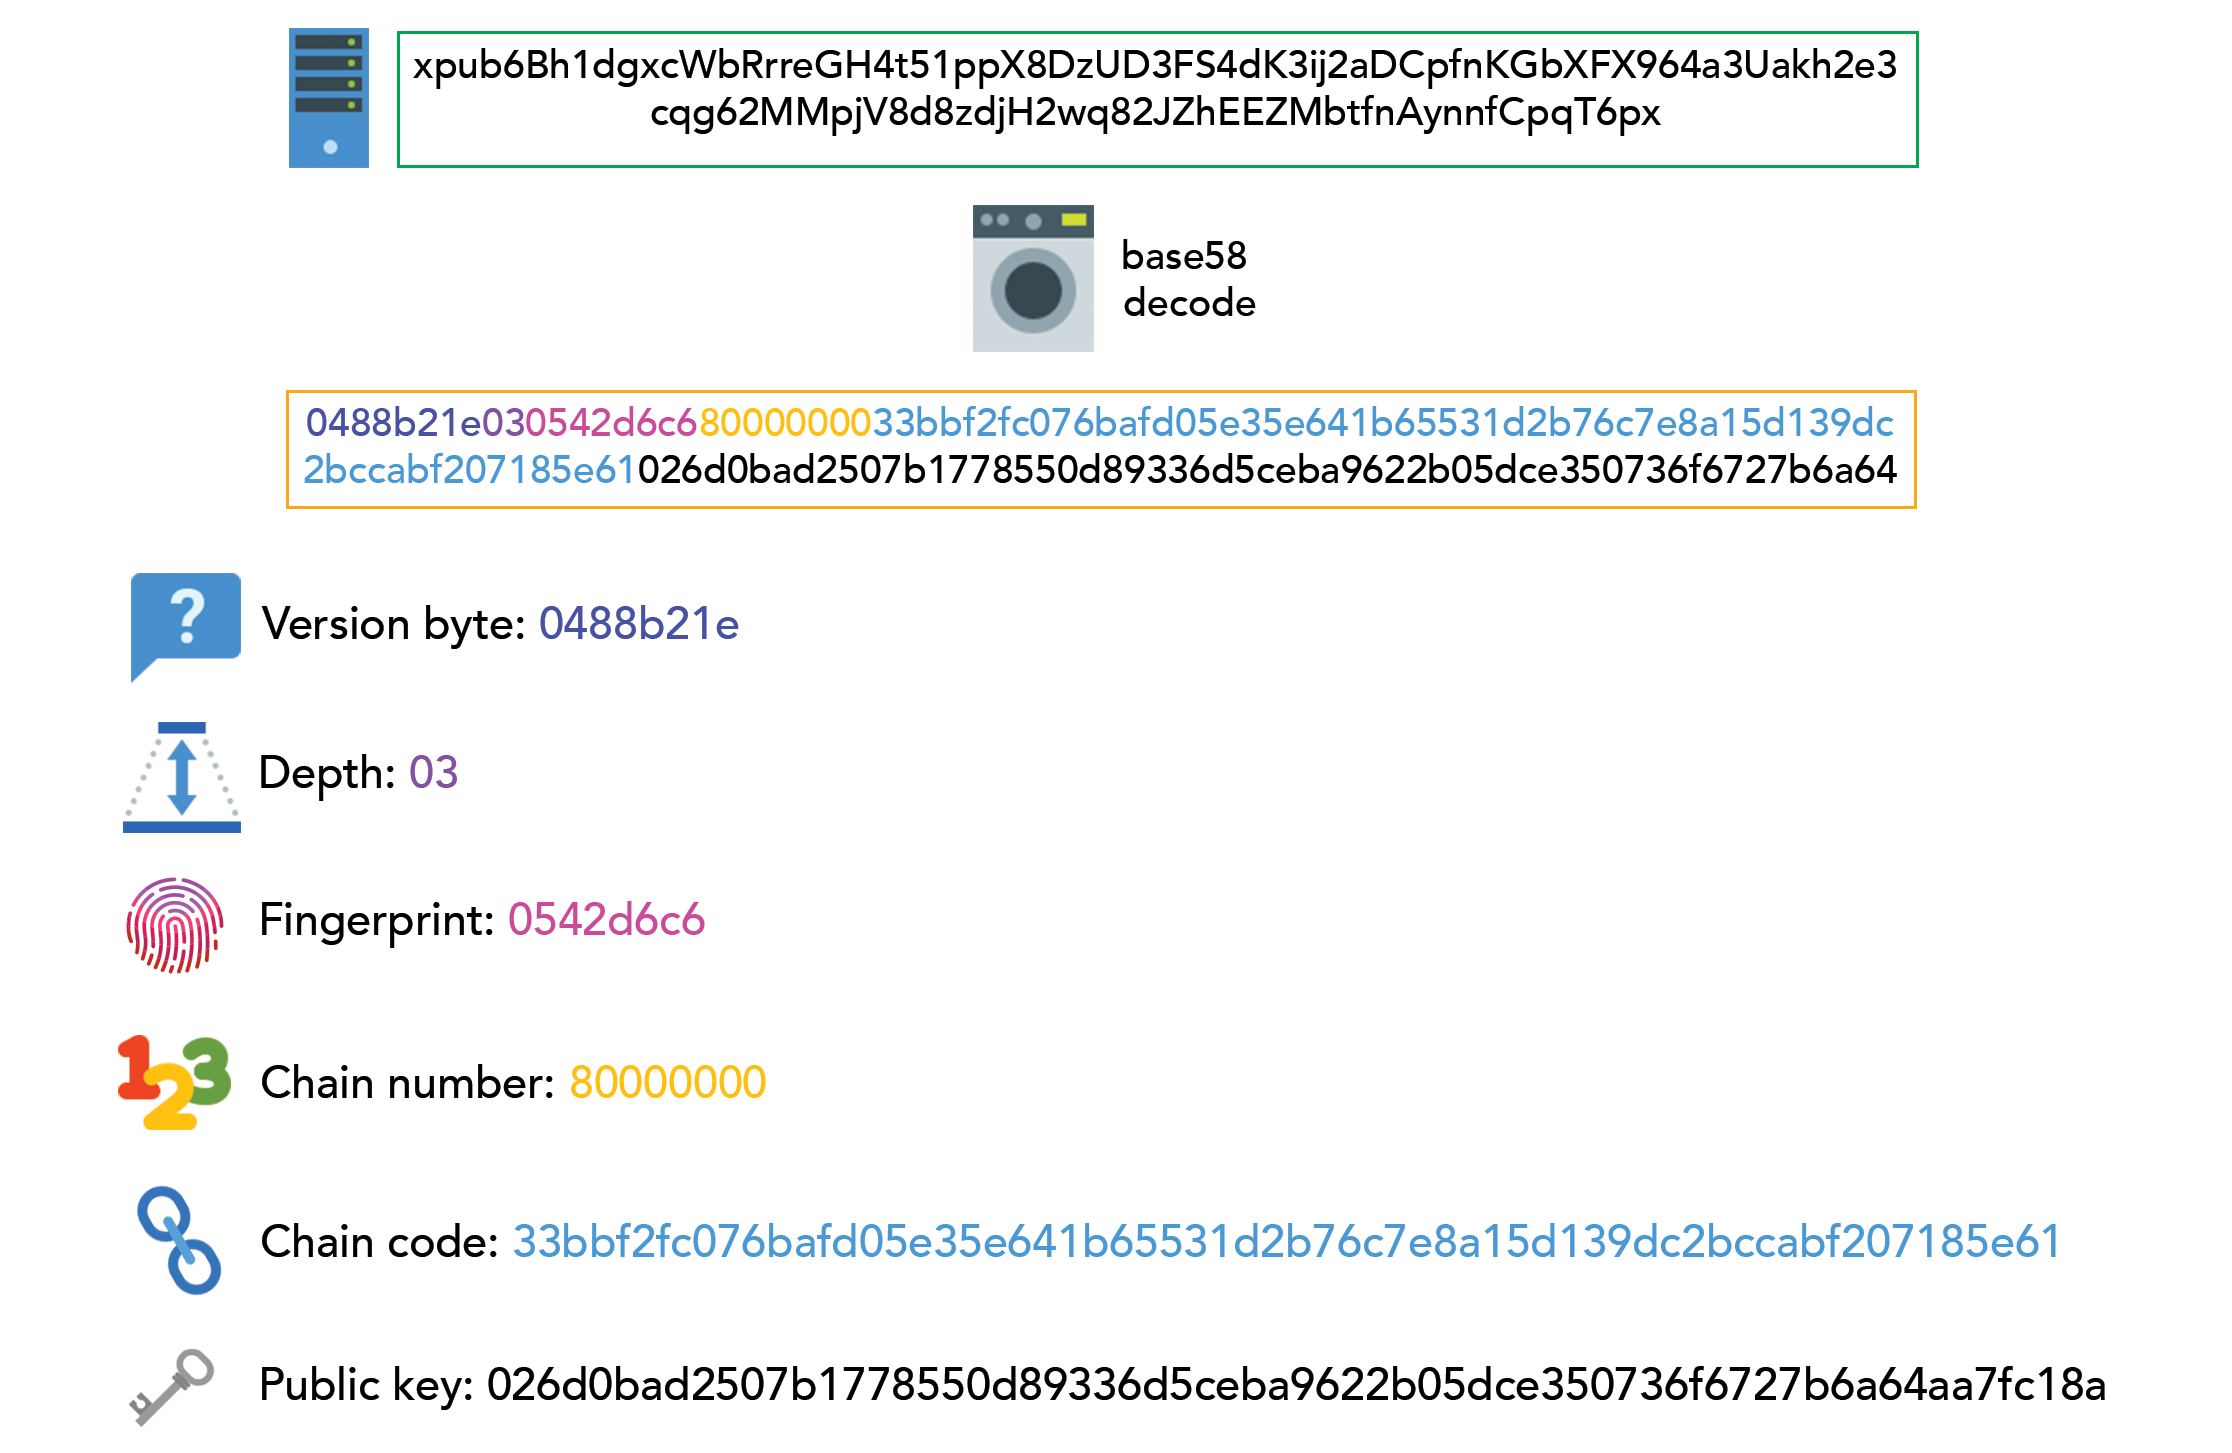 xpub6Bh1dgxcWbRrreGH4t51ppX8DzUD3FS4dK3ij2aDCpfnKGbXFX964a3Uakh2e3
cqg62MMpjV8d8zdjH2wq82JZhEEZMbtfnAynnfCpqT6px
base58
decode
0488b21e030542d6c68000000033bbf2fc076bafd05e35e641b65531d2b76c7e8a15d139dc
2bccabf207185e61026d0bad2507b1778550d89336d5ceba9622b05dce350736f6727b6a64
?
Version byte: 0488b21e
Depth: 03
Fingerprint: 0542d6c6
123
Chain number: 80000000
Chain code: 33bbf2fc076bafd05e35e641b65531d2b76c7e8a15d139dc2bccabf207185e61
Public key: 026d0bad2507b1778550d89336d5ceba9622b05dce350736f6727b6a64aa7fc18a